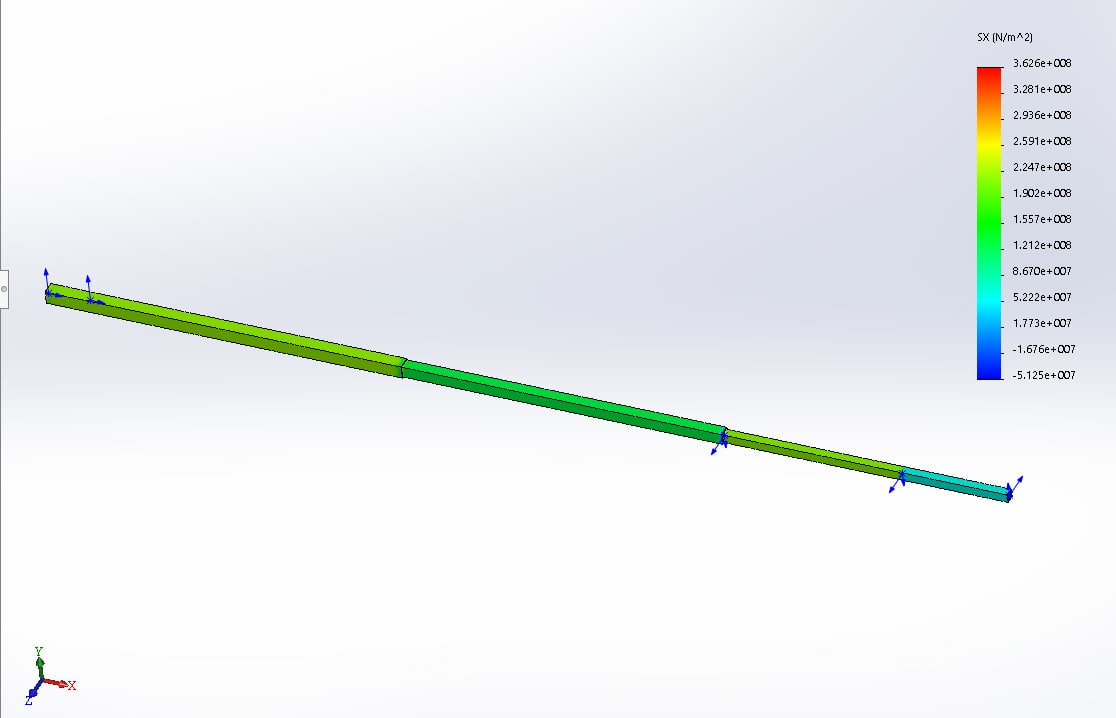 SX (N/m^2)
3.626e+008
3.281e+008
2.936e+008
2.591e+008
2.247e+008
1.902e+008
1.557e+008
1.212e+008
8.670e+007
5.222e+007
1.773e+007
-1.676e+007
-5.125e+007
Y
X
Z